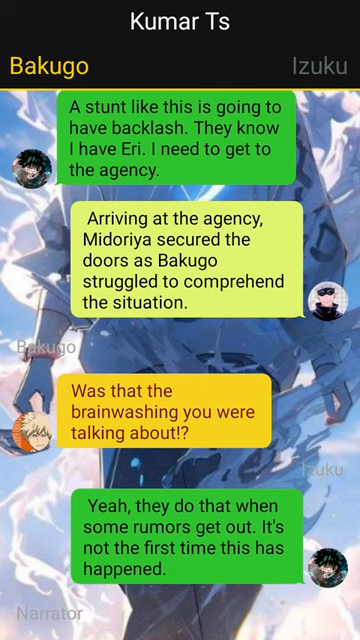 Kumar Ts
Bakugo
Izuku
A stunt like this is going to
have backlash. They know
I have Eri. I need to get to
the agency.
Arriving at the agency,
Midoriya secured the
doors as Bakugo
struggled to comprehend
the situation.
Bakugo
Was that the
brainwashing you were
talking about!?
Izuku
Yeah, they do that when
some rumors get out. It's
not the first time this has
happened.
Narrator